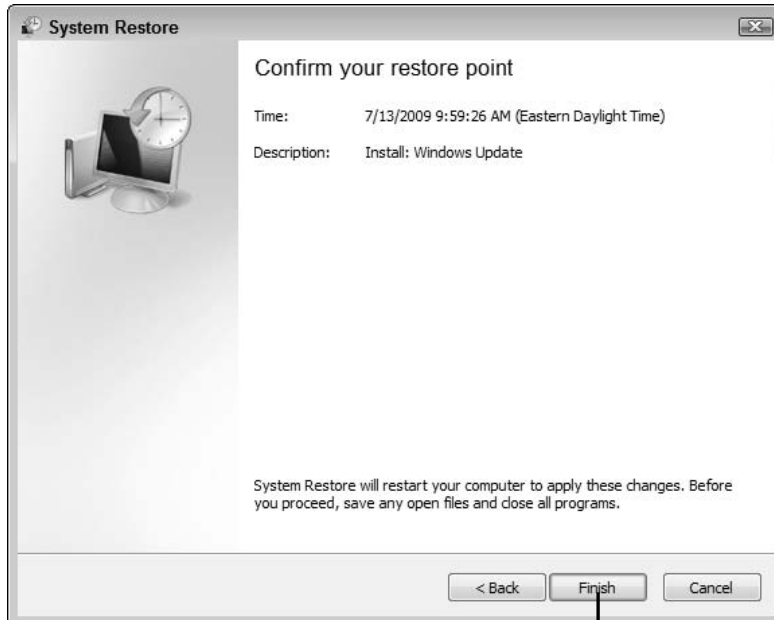 System Restore
Confirm your restore point
Time: 7/13/2009 9:59:26 AM (Eastern Daylight Time)
Description: Install: Windows Update
System Restore will restart your computer to apply these changes. Before
you proceed, save any open files and close all programs.
< Back Finish Cancel